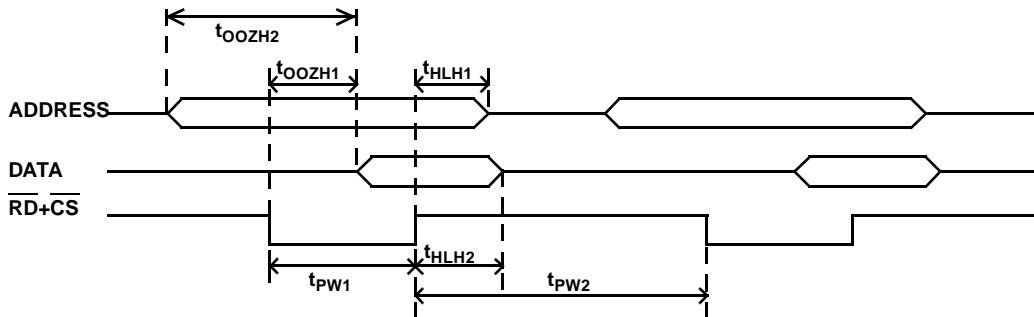 tOOZH2
tOOZH1
tHLH1
ADDRESS
DATA
RD+CS
tHLH2
tPW1
tPW2